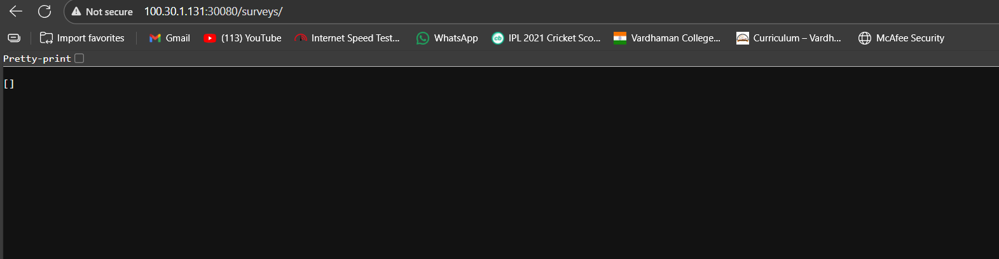 Not secure 100.30.1.131:30080/surveys/
Import favorites Gmail (113) YouTube Internet Speed Test... WhatsApp cb IPL 2021 Cricket Sco... Vardhaman College... Curriculum – Vardh... McAfee Security
Pretty-print
[]